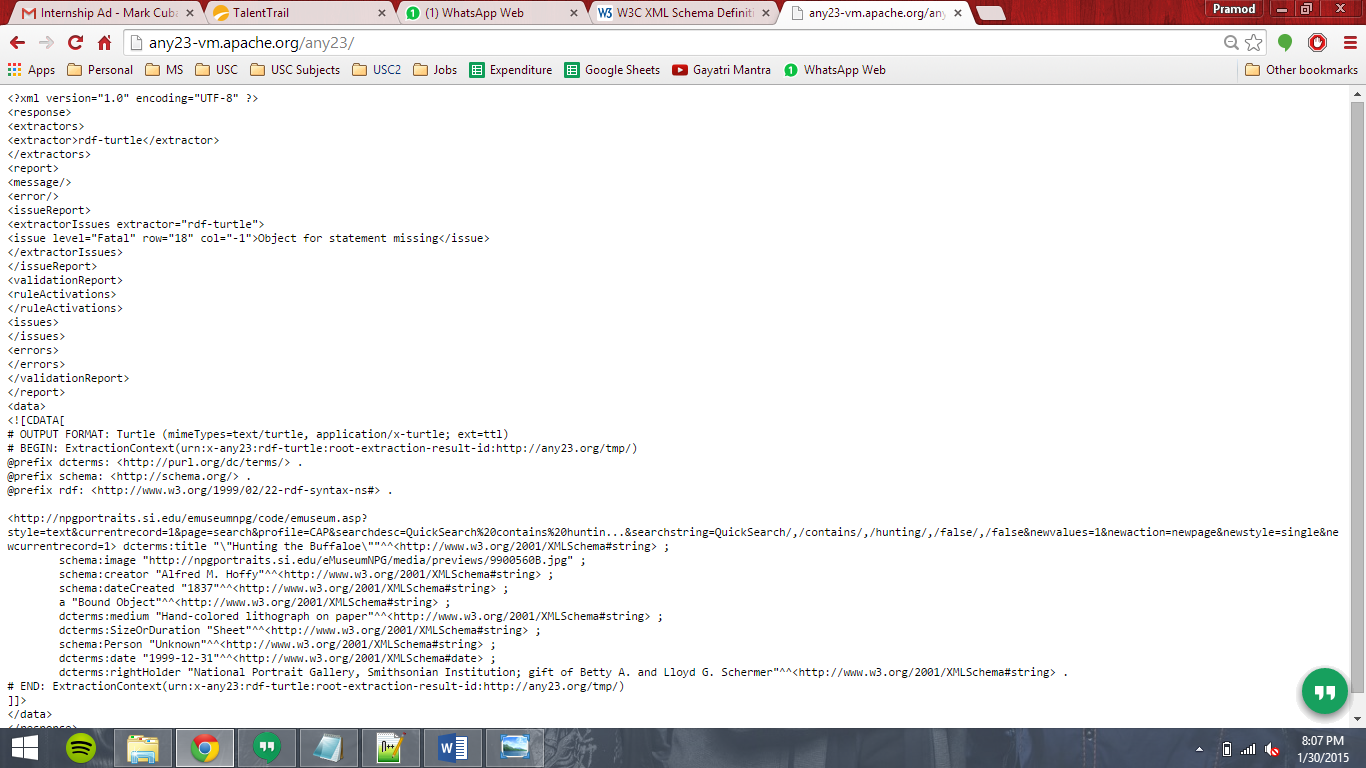 Internship Ad - Mark Cuba
TalentTrail
(1) WhatsApp Web
W3C XML Schema Definiti
any23-vm.apache.org/any
Pramod
any23-vm.apache.org/any23/
Apps Personal MS USC USC Subjects USC2 Jobs Expenditure Google Sheets Gayatri Mantra WhatsApp Web Other bookmarks
<?xml version="1.0" encoding="UTF-8" ?>
<response>
<extractors>
<extractor>rdf-turtle</extractor>
</extractors>
<report>
<message/>
<error/>
<issueReport>
<extractorIssues extractor="rdf-turtle">
<issue level="Fatal" row="18" col="-1">Object for statement missing</issue>
</extractorIssues>
</issueReport>
<validationReport>
<ruleActivations>
</ruleActivations>
<issues>
</issues>
<errors>
</errors>
</validationReport>
</report>
<data>
<![CDATA[
# OUTPUT FORMAT: Turtle (mimeTypes=text/turtle, application/x-turtle; ext=ttl)
# BEGIN: ExtractionContext(urn:x-any23:rdf-turtle:root-extraction-result-id:http://any23.org/tmp/)
@prefix dcterms: <http://purl.org/dc/terms/> .
@prefix schema: <http://schema.org/> .
@prefix rdf: <http://www.w3.org/1999/02/22-rdf-syntax-ns#> .
<http://npgportraits.si.edu/emuseumnpg/code/emuseum.asp?
style=text&currentrecord=1&page=search&profile=CAP&searchdesc=QuickSearch%20contains%20huntin...&searchstring=QuickSearch/,/contains/,/hunting/,/false/,/false&newvalues=1&newaction=newpage&newstyle=single&ne
wcurrentrecord=1> dcterms:title "\"Hunting the Buffaloe\""^^<http://www.w3.org/2001/XMLSchema#string> ;
schema:image "http://npgportraits.si.edu/eMuseumNPG/media/previews/9900560B.jpg" ;
schema:creator "Alfred M. Hoffy"^^<http://www.w3.org/2001/XMLSchema#string> ;
schema:dateCreated "1837"^^<http://www.w3.org/2001/XMLSchema#string> ;
a "Bound Object"^^<http://www.w3.org/2001/XMLSchema#string> ;
dcterms:medium "Hand-colored lithograph on paper"^^<http://www.w3.org/2001/XMLSchema#string> ;
dcterms:SizeOrDuration "Sheet"^^<http://www.w3.org/2001/XMLSchema#string> ;
schema:Person "Unknown"^^<http://www.w3.org/2001/XMLSchema#string> ;
dcterms:date "1999-12-31"^^<http://www.w3.org/2001/XMLSchema#date> ;
dcterms:rightHolder "National Portrait Gallery, Smithsonian Institution; gift of Betty A. and Lloyd G. Schermer"^^<http://www.w3.org/2001/XMLSchema#string> .
# END: ExtractionContext(urn:x-any23:rdf-turtle:root-extraction-result-id:http://any23.org/tmp/)
]]>
</data>
</response>
8:07 PM
1/30/2015